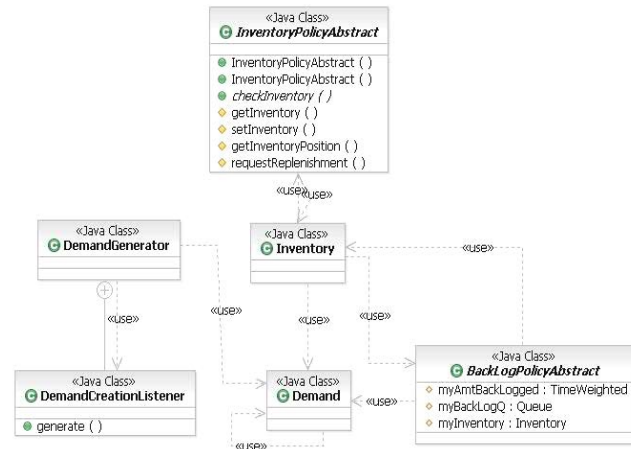 «Java Class»
InventoryPolicyAbstract
InventoryPolicyAbstract ( )
InventoryPolicyAbstract ( )
checkInventory ( )
getInventory ( )
setInventory ( )
getInventoryPosition ( )
requestReplenishment ( )
«use»
«use»
«Java Class»
DemandGenerator
«Java Class»
Inventory
«use»
«use»
«use»
«use»
«use»
«Java Class»
DemandCreationListener
generate ( )
«Java Class»
Demand
«use»
«use»
«Java Class»
BackLogPolicyAbstract
myAmtBackLogged : TimeWeighted
myBackLogQ : Queue
myInventory : Inventory